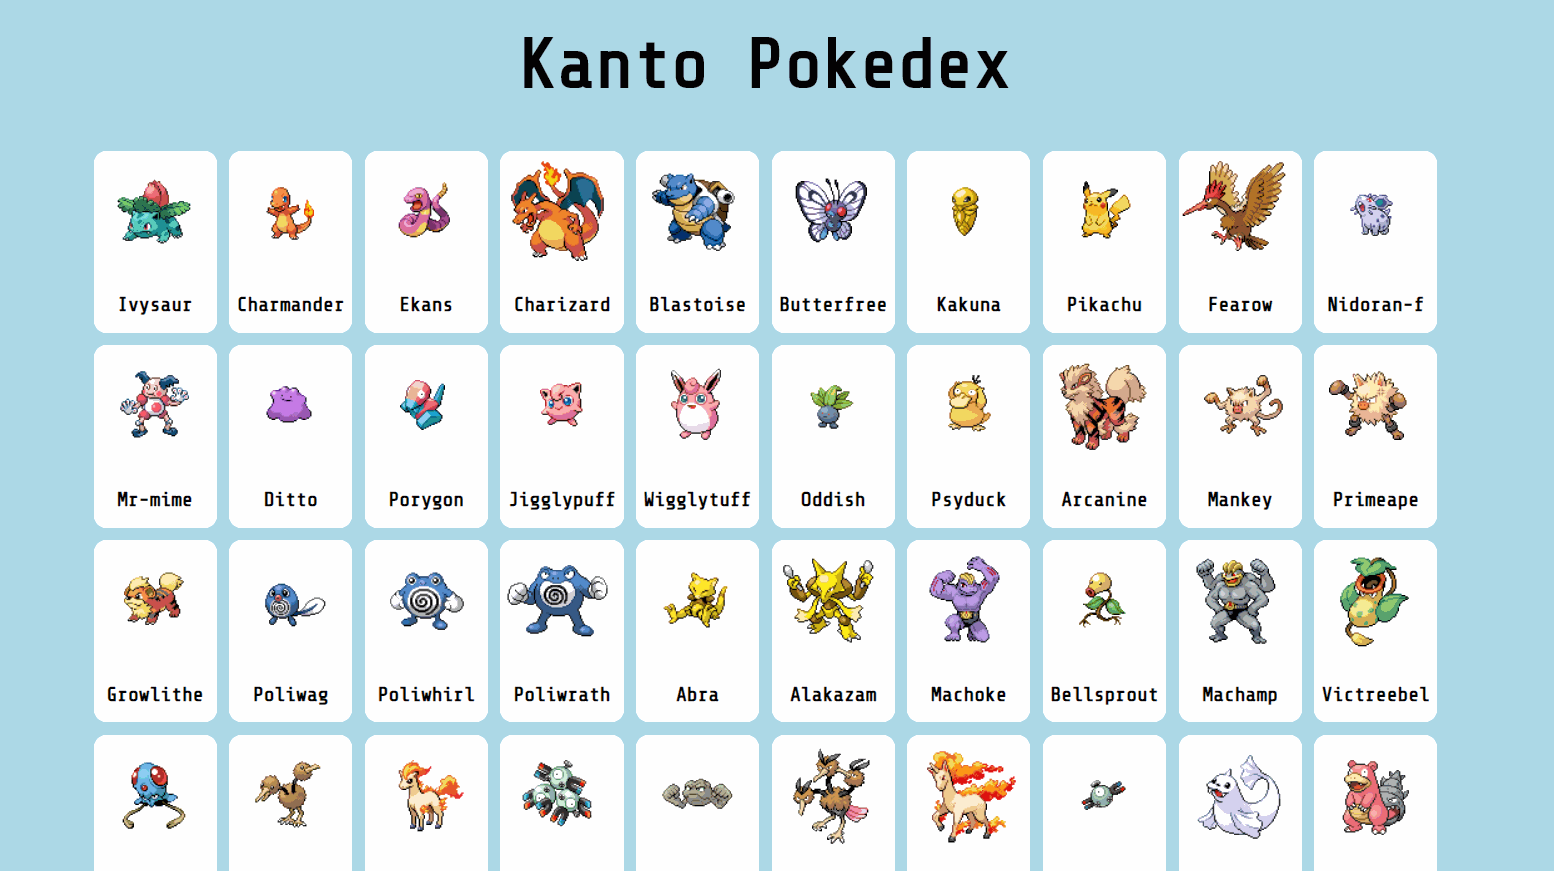 Kanto Pokedex
Ivysaur Charmander Ekans Charizard Blastoise Butterfree Kakuna Pikachu Fearow Nidoran-f
Mr-mime Ditto Porygon Jigglypuff Wigglytuff Oddish Psyduck Arcanine Mankey Primeape
Growlithe Poliwag Poliwhirl Poliwrath Abra Alakazam Machoke Bellsprout Machamp Victreebel